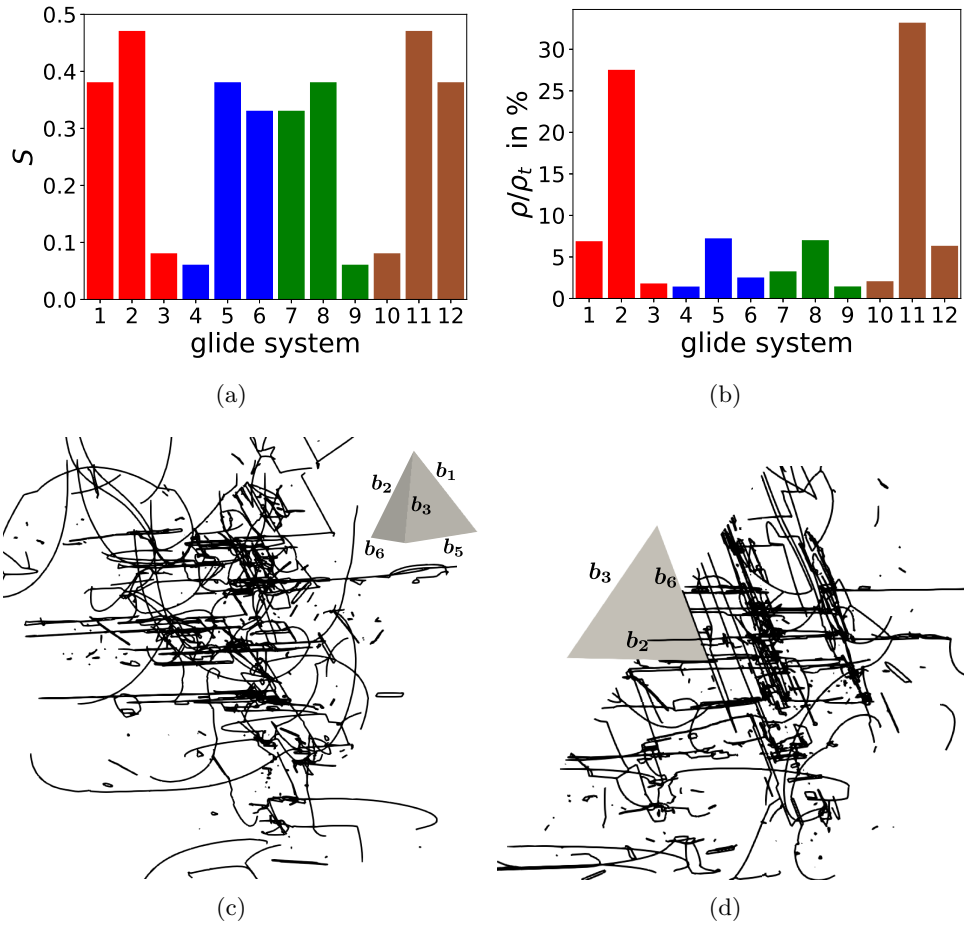 0.5
0.4
0.3
0.2
0.1
0.0
S
1 2 3 4 5 6 7 8 9 10 11 12
glide system
(a)
30
25
20
15
10
5
0
ρ/ρt in %
1 2 3 4 5 6 7 8 9 10 11 12
glide system
(b)
b1
b2
b3
b6
b5
(c)
b3
b6
b2
(d)